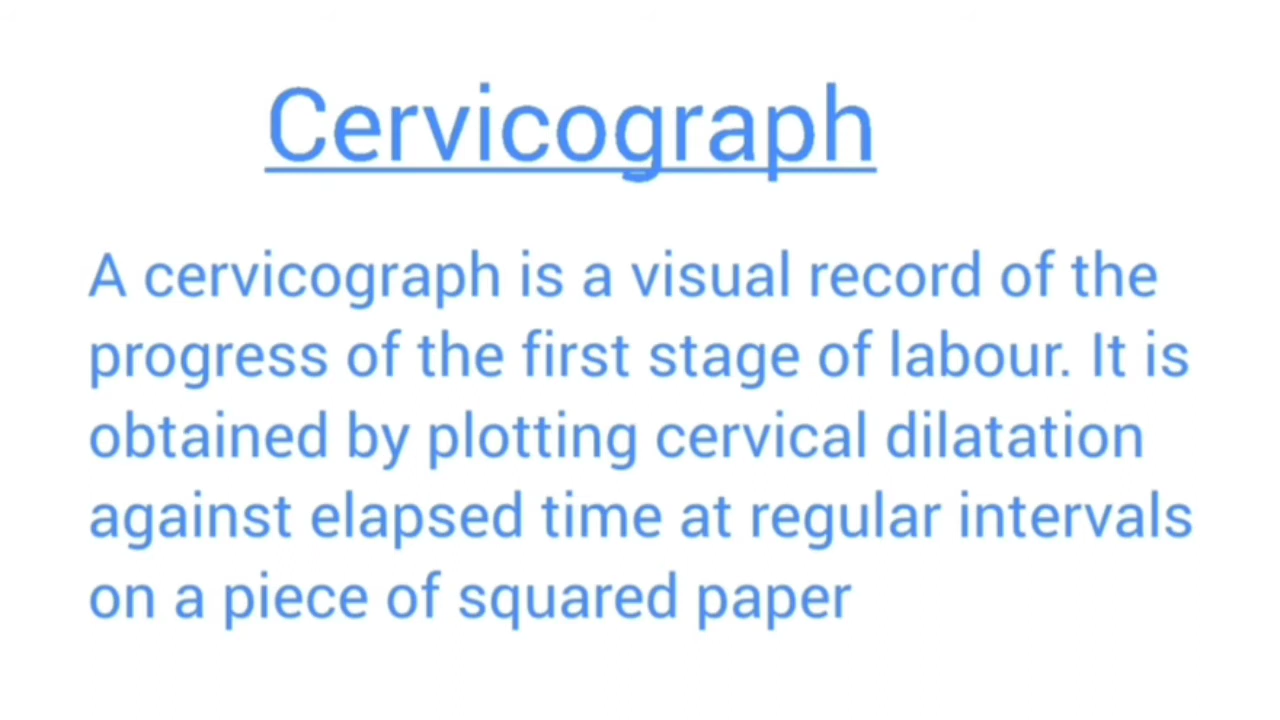 Cervicograph
A cervicograph is a visual record of the
progress of the first stage of labour. It is
obtained by plotting cervical dilatation
against elapsed time at regular intervals
on a piece of squared paper